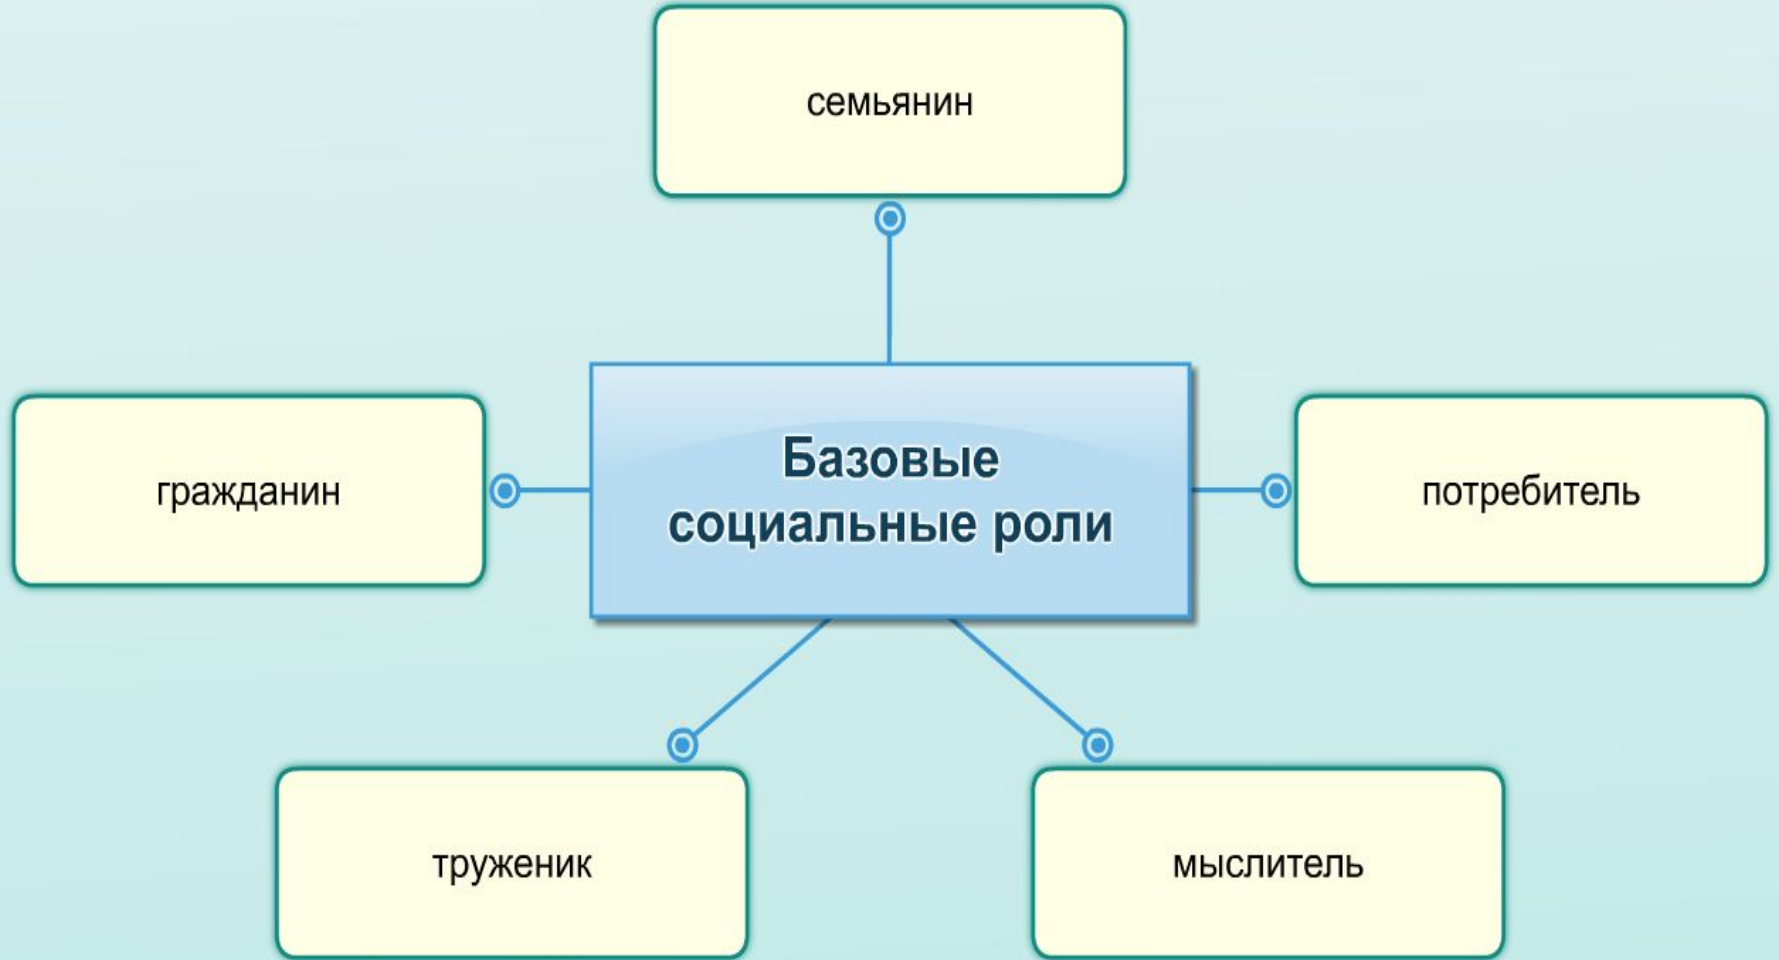 семьянин
гражданин
Базовые
социальные роли
потребитель
труженик
мыслитель